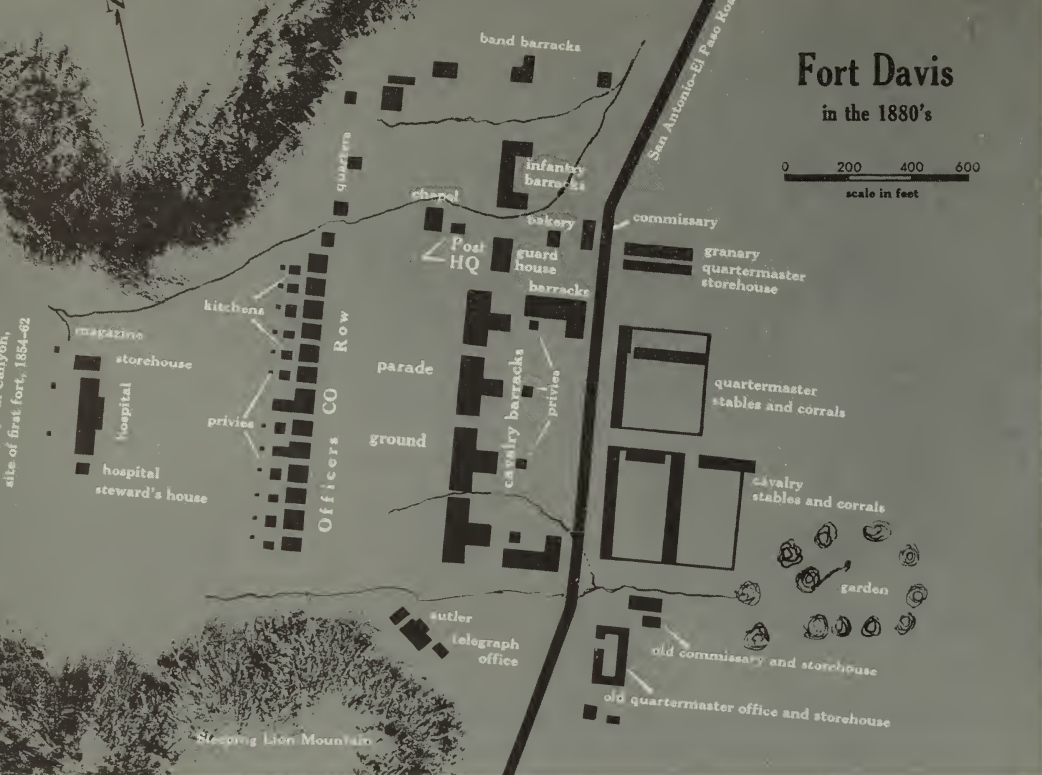 Fort Davis
in the 1880's
0 200 400 600
scale in feet
San Antonio-El Paso Road
band barracks
quarters
infantry
barracks
chapel
bakery
commissary
Post
HQ
guard
house
granary
quartermaster
storehouse
barracks
kitchens
magazine
storehouse
hospital
privies
hospital
steward's house
site of first fort, 1854-62
Officers CO Row
parade
ground
cavalry barracks
privies
quartermaster
stables and corrals
cavalry
stables and corrals
garden
sutler
telegraph
office
old commissary and storehouse
old quartermaster office and storehouse
Sleeping Lion Mountain